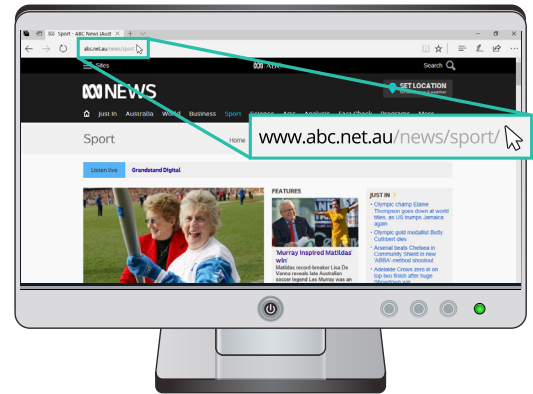 Sport - ABC News (Aust
abc.net.au/news/sport
Sites
ABC
Search
NEWS
SET LOCATION
Just In Australia World Business Sport Science Arts Analysis Fact Check Programs More
www.abc.net.au/news/sport/
Sport
Home
Listen live
Grandstand Digital
FEATURES
'Murray inspired Matildas'
win'
Matildas record-breaker Lisa De
Vanna reveals late Australian
soccer legend Les Murray was an
JUST IN
Olympic champ Elaine
Thompson goes down at world
titles, as US trumps Jamaica
again
Olympic gold medallist Betty
Cuthbert dies
Arsenal beats Chelsea in
Community Shield in new
'ABBA'-method shootout
Adelaide Crows zero in on
top-two finish after huge
Showdown win